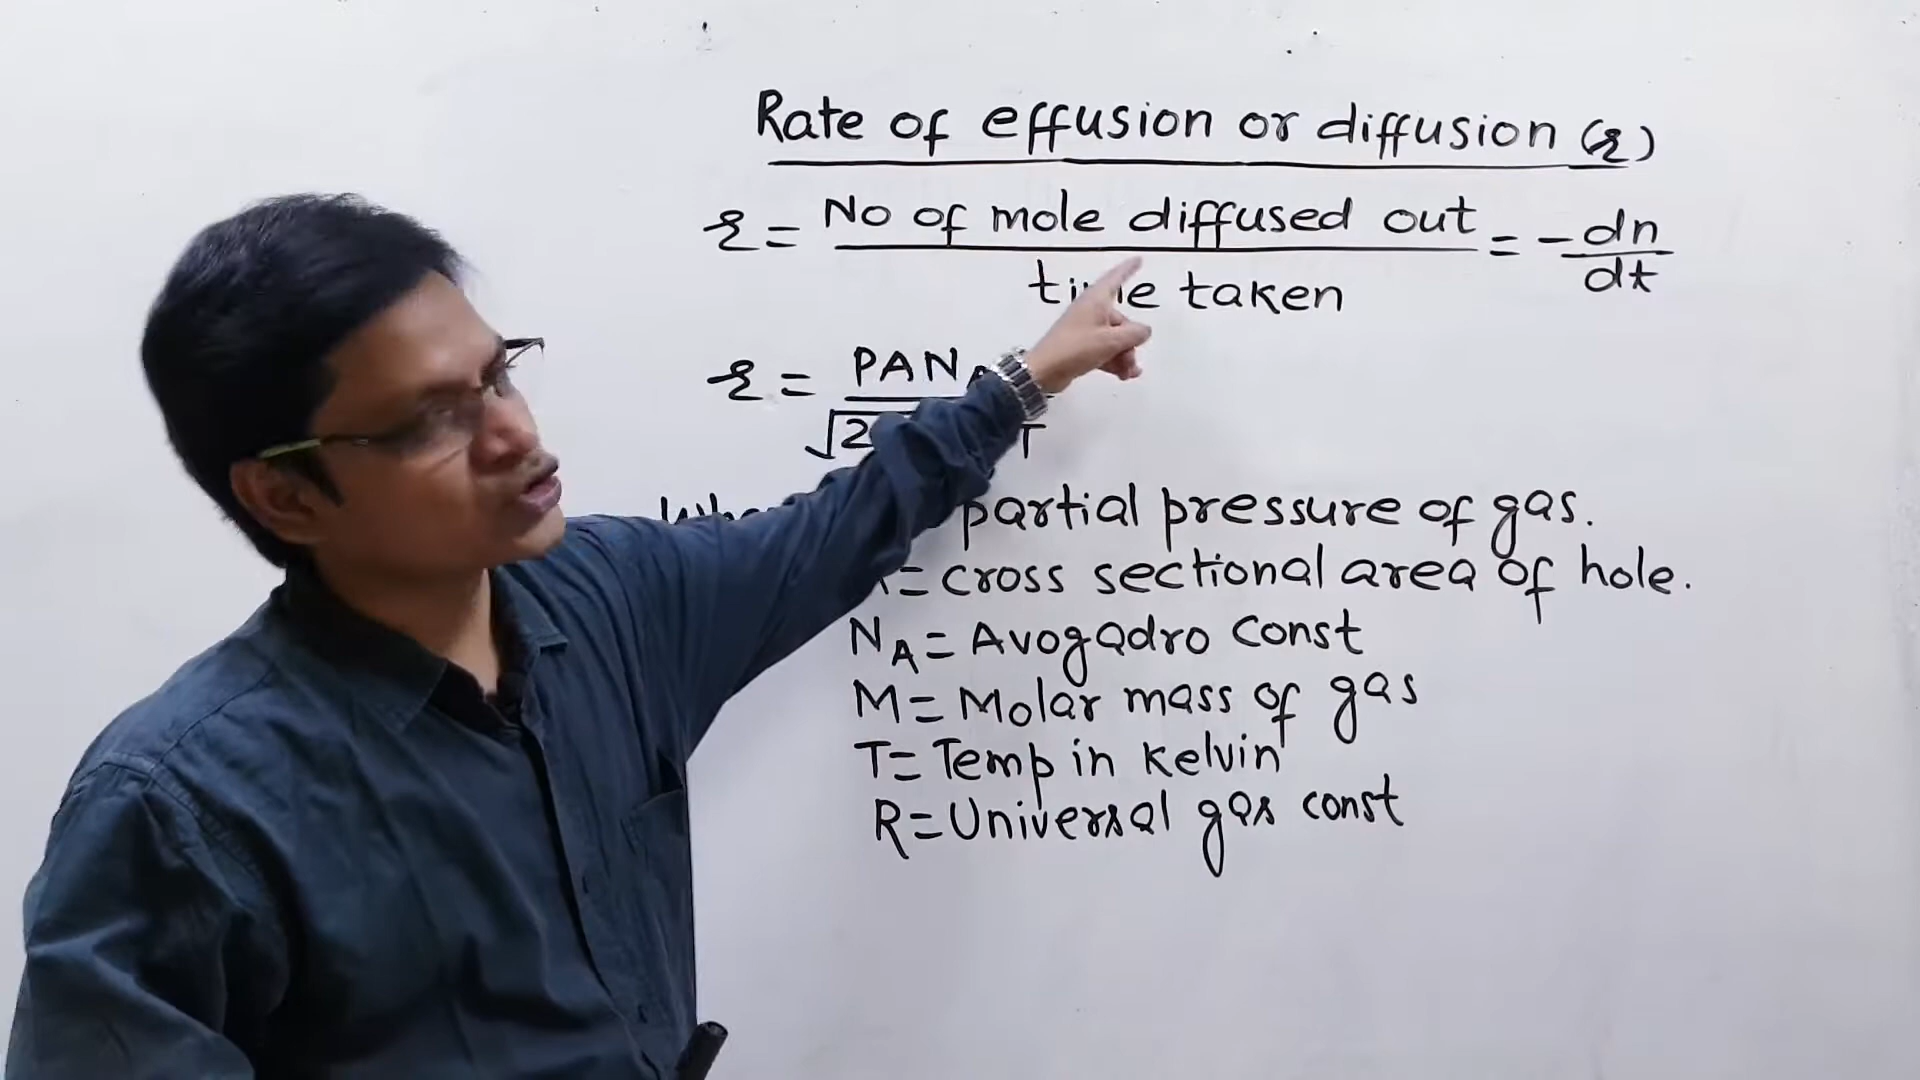 Rate of effusion or diffusion (r)
r = No of mole diffused out / time taken = - dn / dt
r = PAN / √2 T
partial pressure of gas.
= cross sectional area of hole.
NA = Avogadro const
M = Molar mass of gas
T = Temp in kelvin
R = Universal gas const